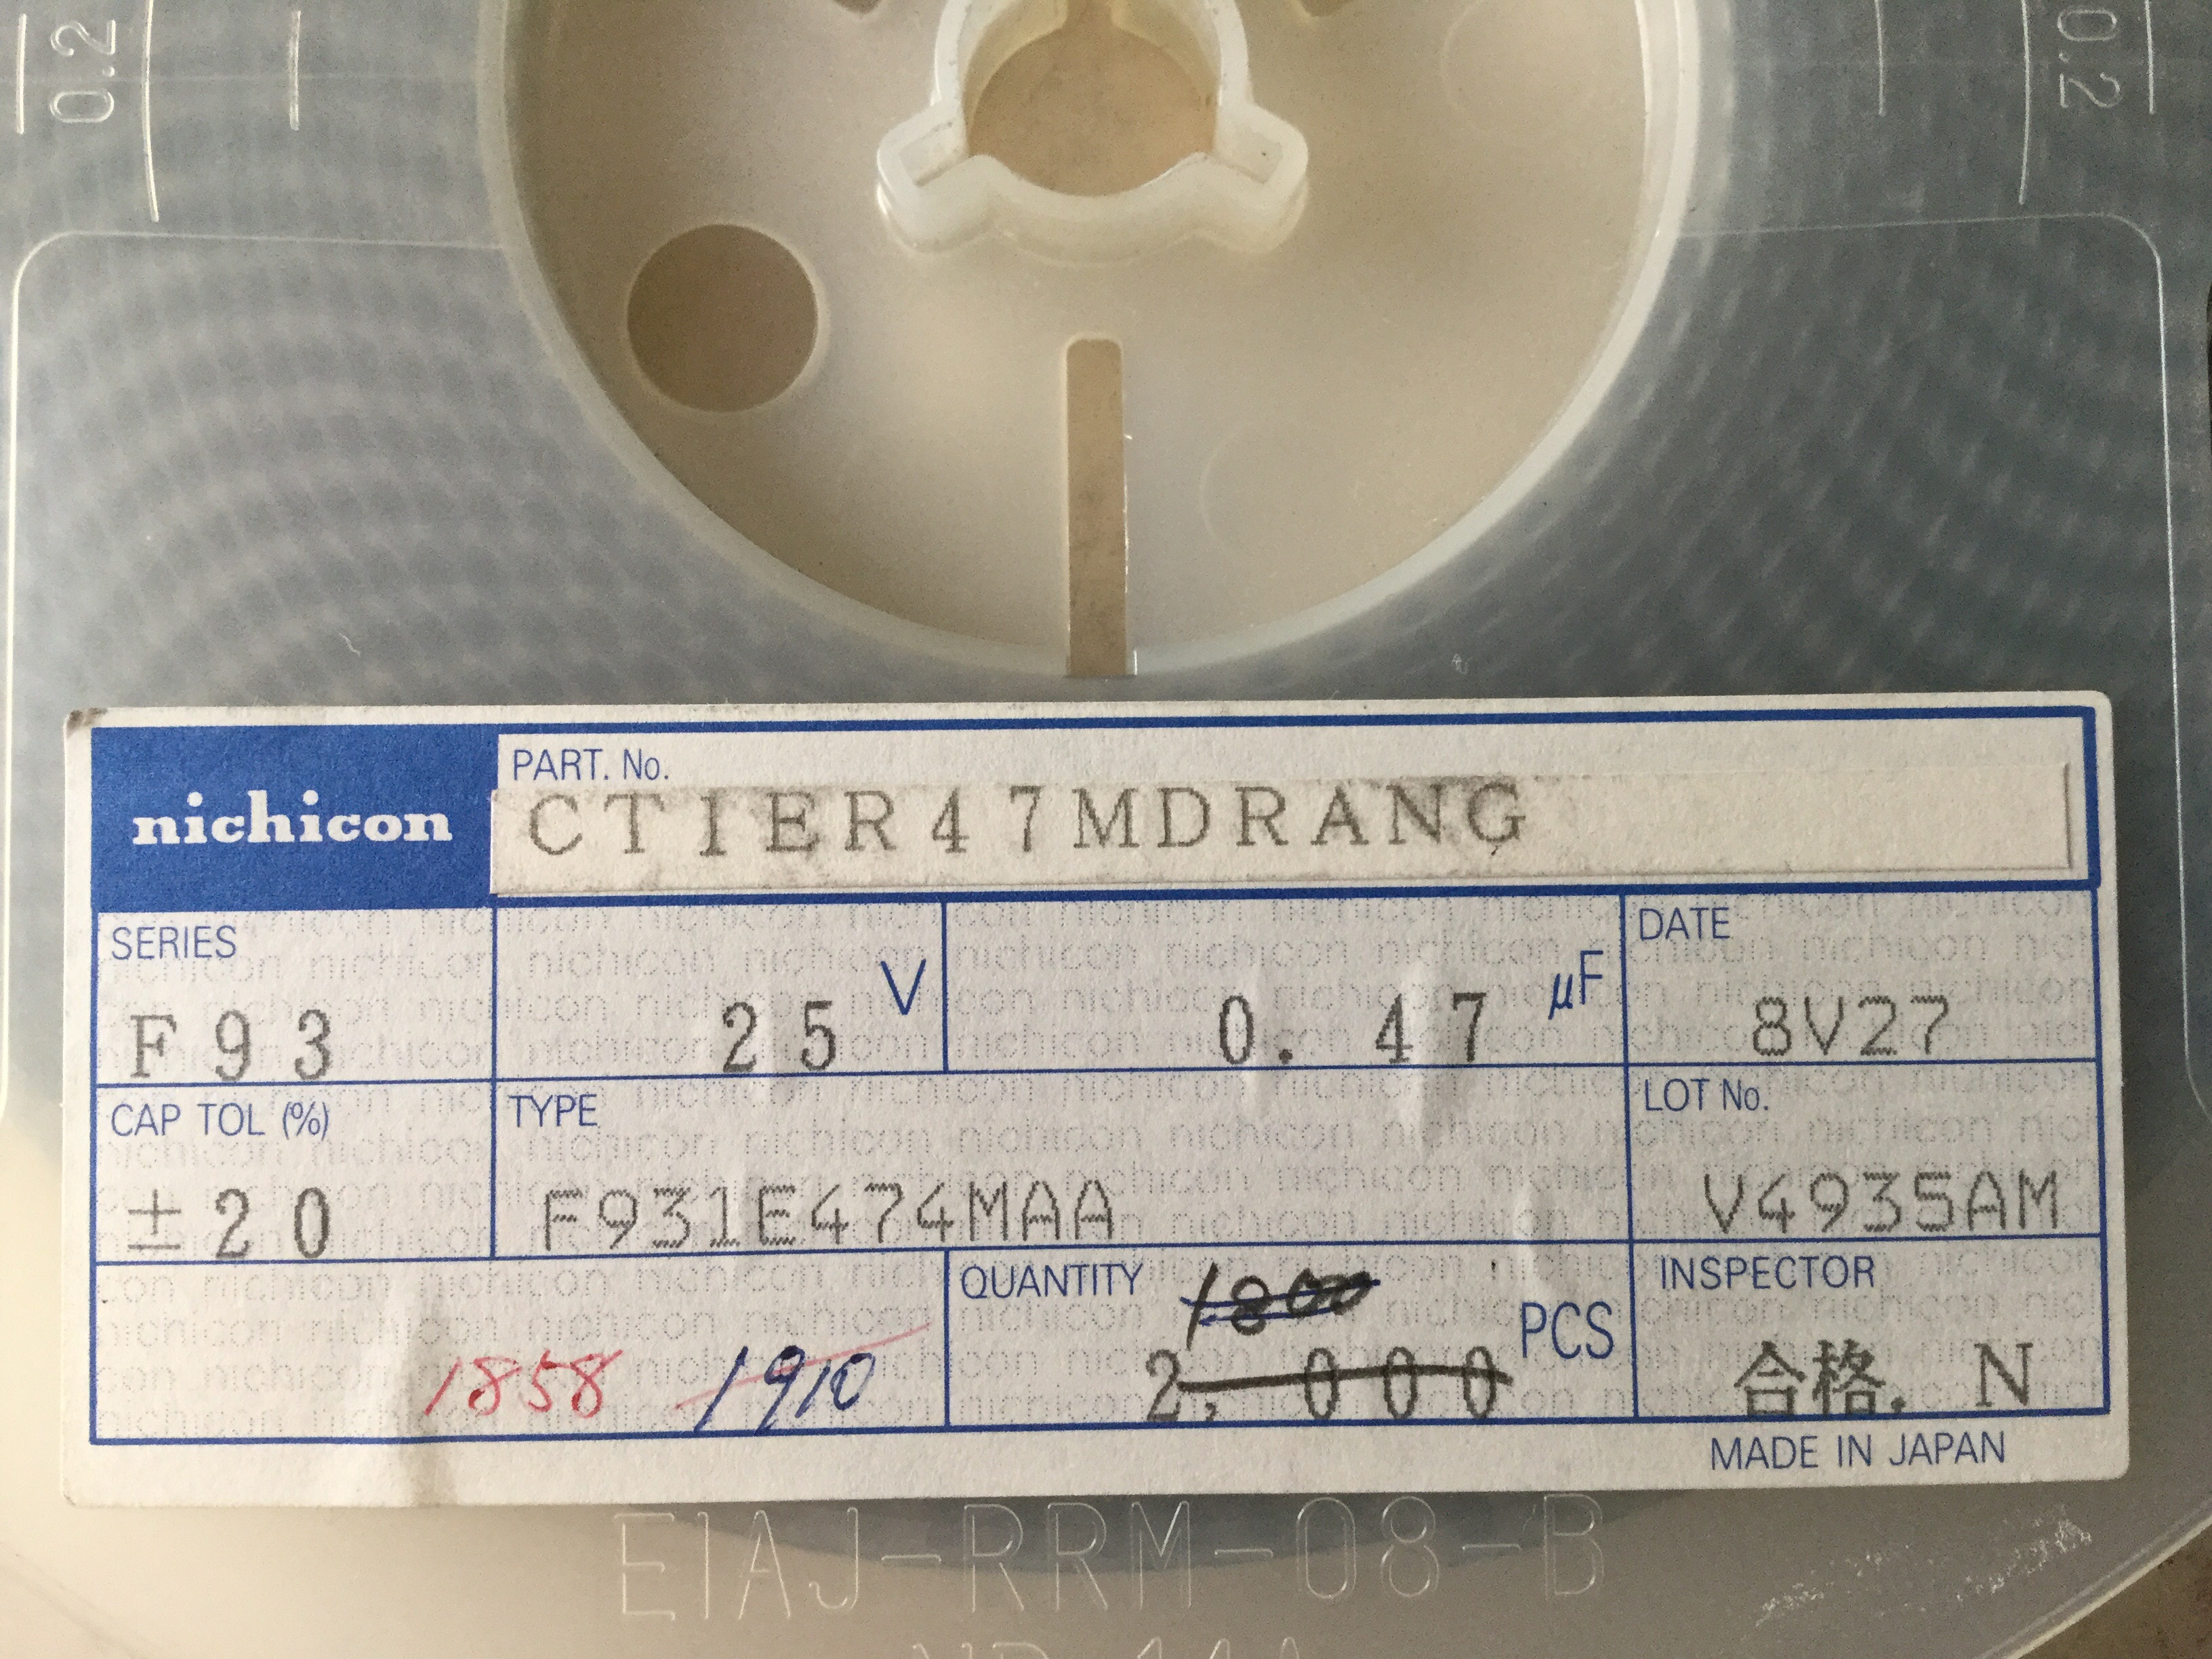 0.2 0.2
nichicon
PART. No.
CT1ER47MDRANG
SERIES
F93
25 V
0.47 µF
DATE
8V27
CAP TOL (%)
±20
TYPE
F931E474MAA
LOT No.
V4935AM
1858 1910
QUANTITY
1800
2,000 PCS
INSPECTOR
合格. N
MADE IN JAPAN
EIAJ-RRM-08-B